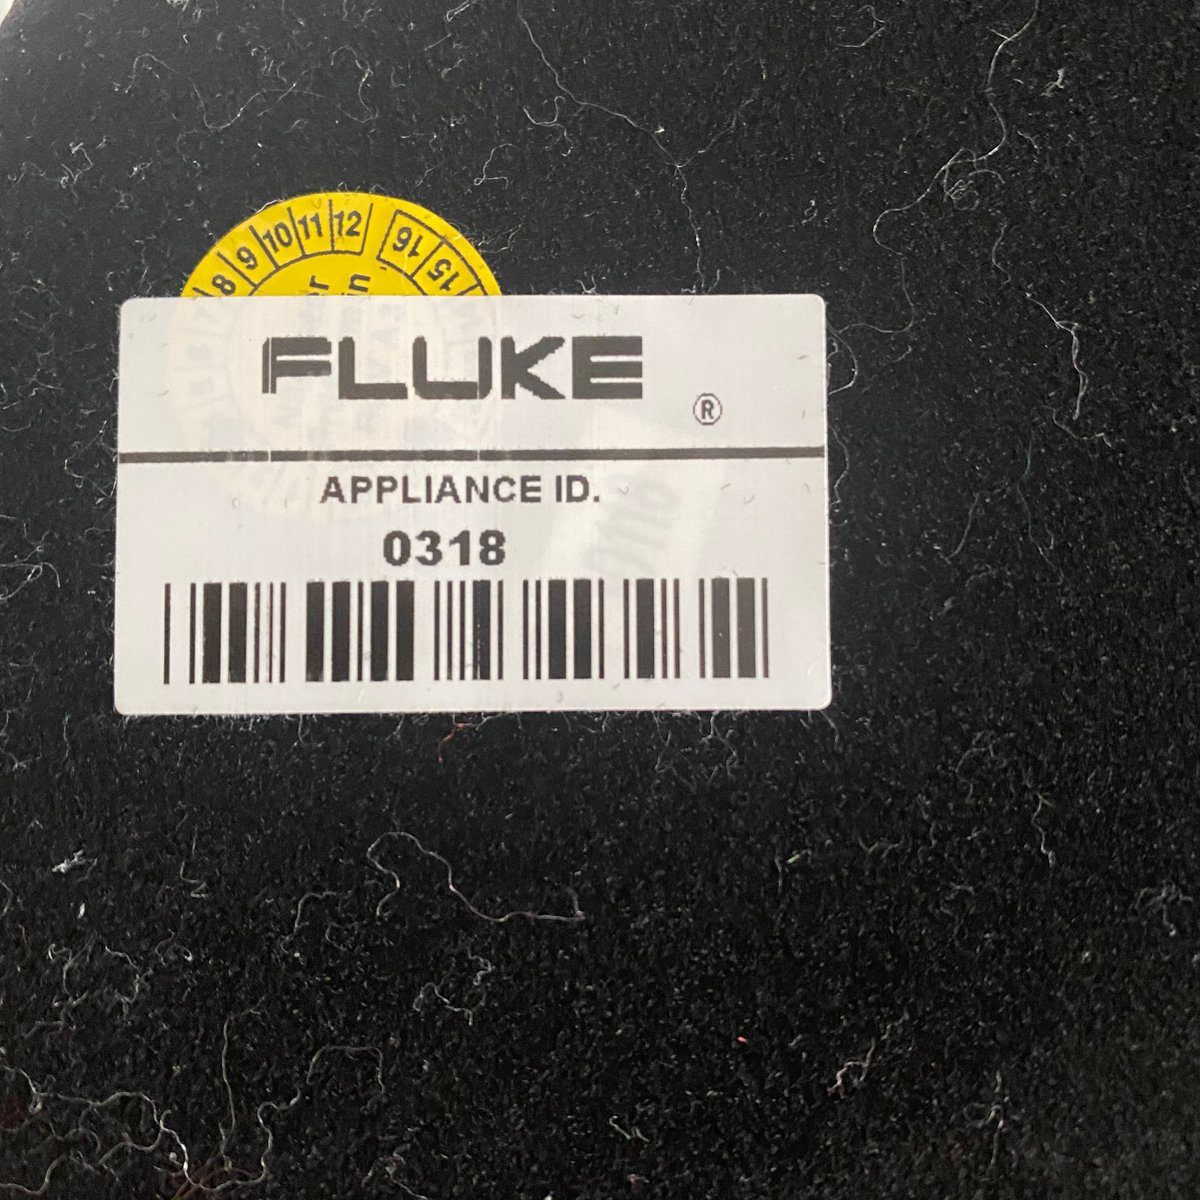 8 9 10 11 12 16 15
FLUKE
®
APPLIANCE ID.
0318